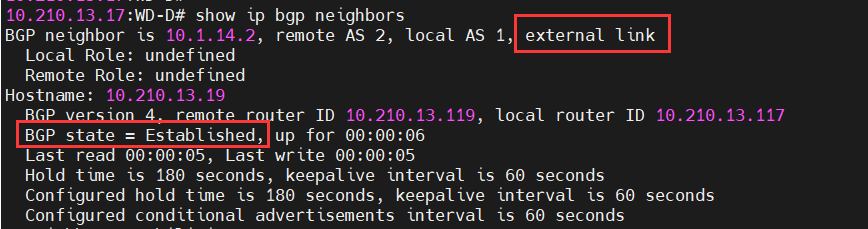 10.210.13.17:WD-D# show ip bgp neighbors
BGP neighbor is 10.1.14.2, remote AS 2, local AS 1, external link
  Local Role: undefined
  Remote Role: undefined
Hostname: 10.210.13.19
  BGP version 4, remote router ID 10.210.13.119, local router ID 10.210.13.117
  BGP state = Established, up for 00:00:06
  Last read 00:00:05, Last write 00:00:05
  Hold time is 180 seconds, keepalive interval is 60 seconds
  Configured hold time is 180 seconds, keepalive interval is 60 seconds
  Configured conditional advertisements interval is 60 seconds